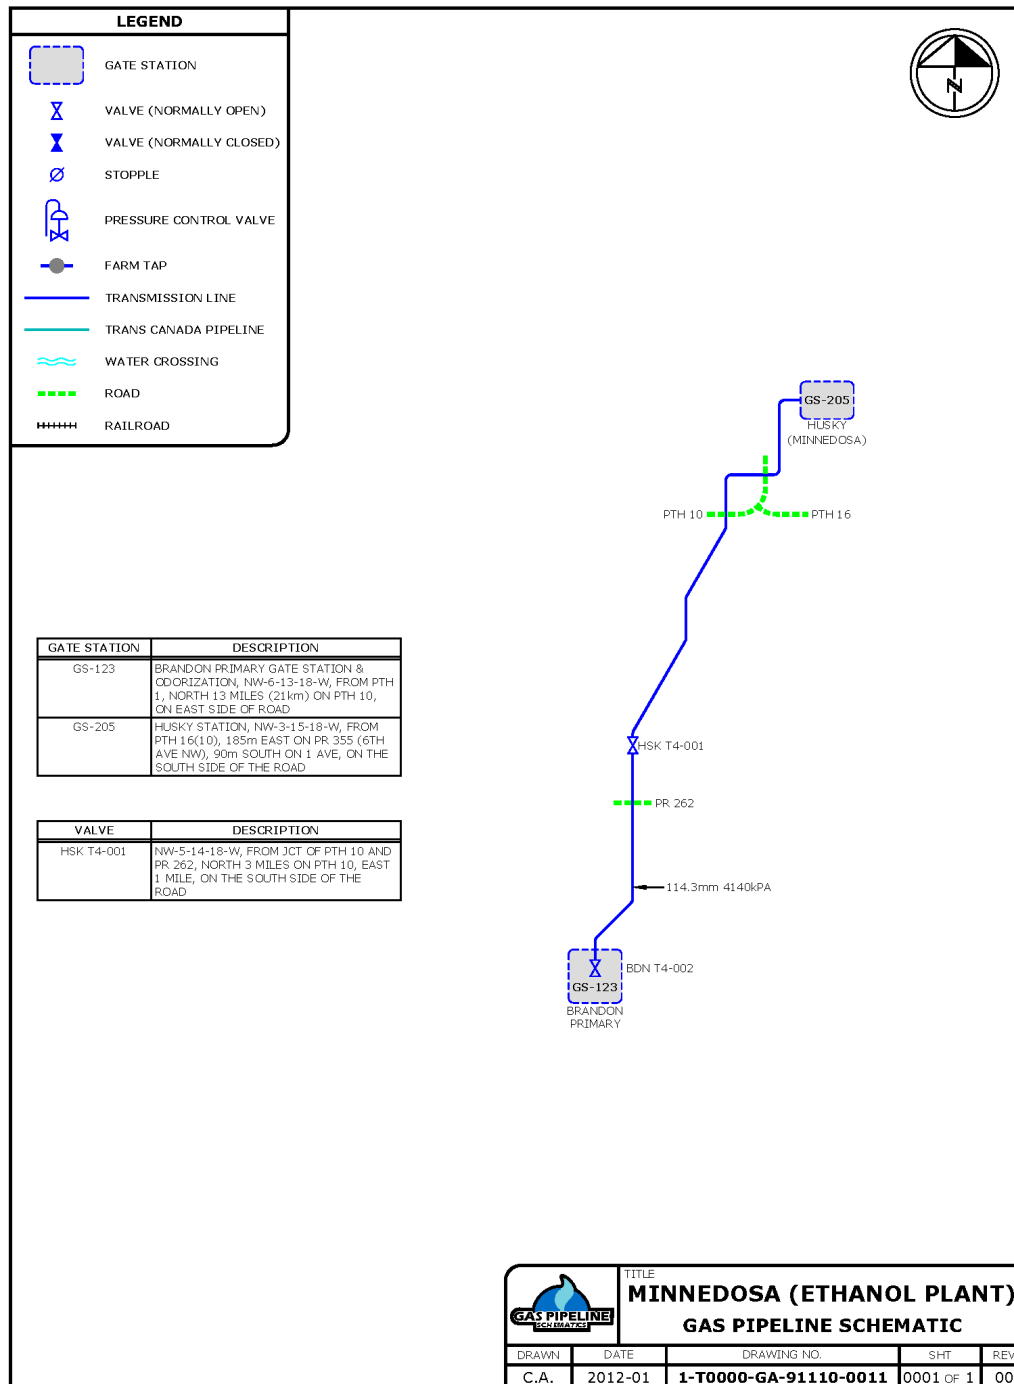 LEGEND
GATE STATION
VALVE (NORMALLY OPEN)
VALVE (NORMALLY CLOSED)
STOPPLE
PRESSURE CONTROL VALVE
FARM TAP
TRANSMISSION LINE
TRANS CANADA PIPELINE
WATER CROSSING
ROAD
RAILROAD
N
GS-205
HUSKY
(MINNEDOSA)
PTH 10
PTH 16
GATE STATION DESCRIPTION
GS-123 BRANDON PRIMARY GATE STATION &
ODORIZATION, NW-6-13-18-W, FROM PTH
1, NORTH 13 MILES (21km) ON PTH 10,
ON EAST SIDE OF ROAD
GS-205 HUSKY STATION, NW-3-15-18-W, FROM
PTH 16(10), 185m EAST ON PR 355 (6TH
AVE NW), 90m SOUTH ON 1 AVE, ON THE
SOUTH SIDE OF THE ROAD
HSK T4-001
PR 262
VALVE DESCRIPTION
HSK T4-001 NW-5-14-18-W, FROM JCT OF PTH 10 AND
PR 262, NORTH 3 MILES ON PTH 10, EAST
1 MILE, ON THE SOUTH SIDE OF THE
ROAD
114.3mm 4140kPA
BDN T4-002
GS-123
BRANDON
PRIMARY
GAS PIPELINE
SCHEMATICS
TITLE
MINNEDOSA (ETHANOL PLANT)
GAS PIPELINE SCHEMATIC
DRAWN DATE DRAWING NO. SHT REV
C.A. 2012-01 1-T0000-GA-91110-0011 0001 OF 1 00